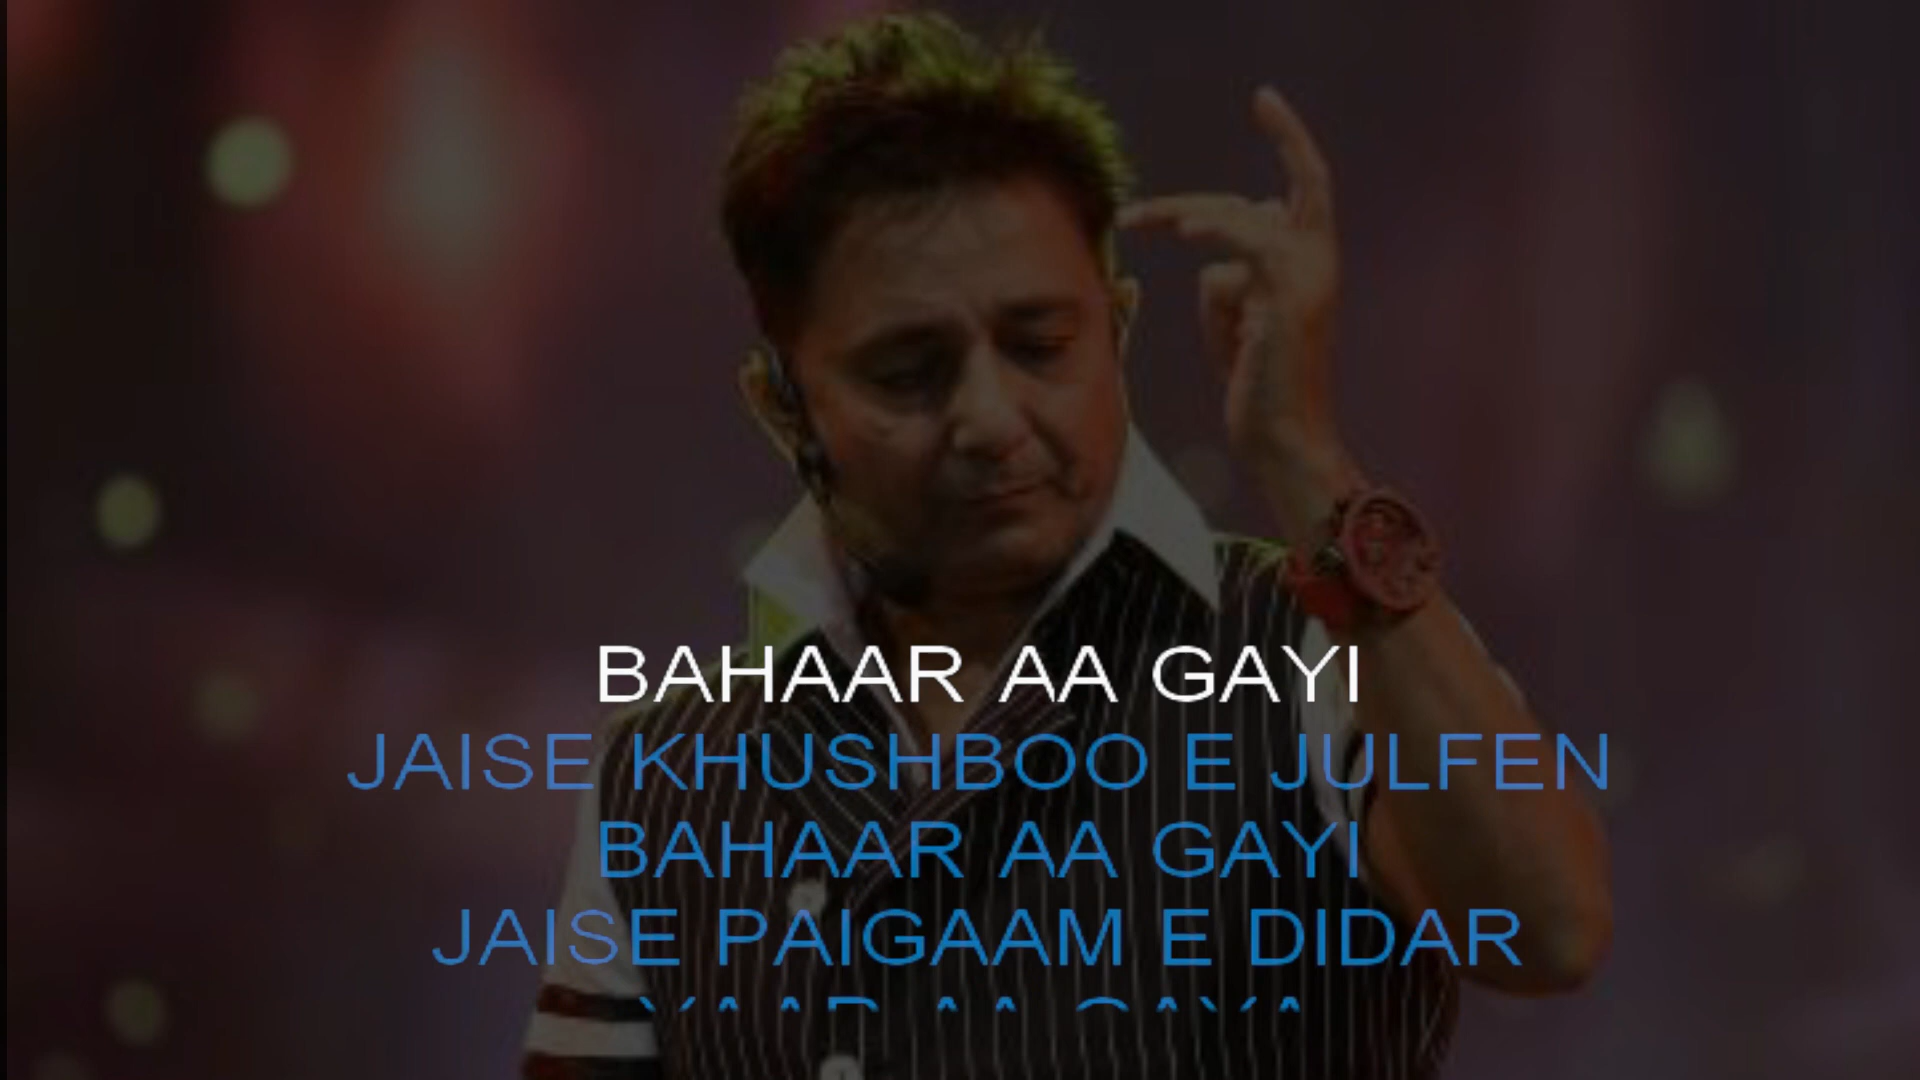 BAHAAR AA GAYI
JAISE KHUSHBOO E JULFEN
BAHAAR AA GAYI
JAISE PAIGAAM E DIDAR